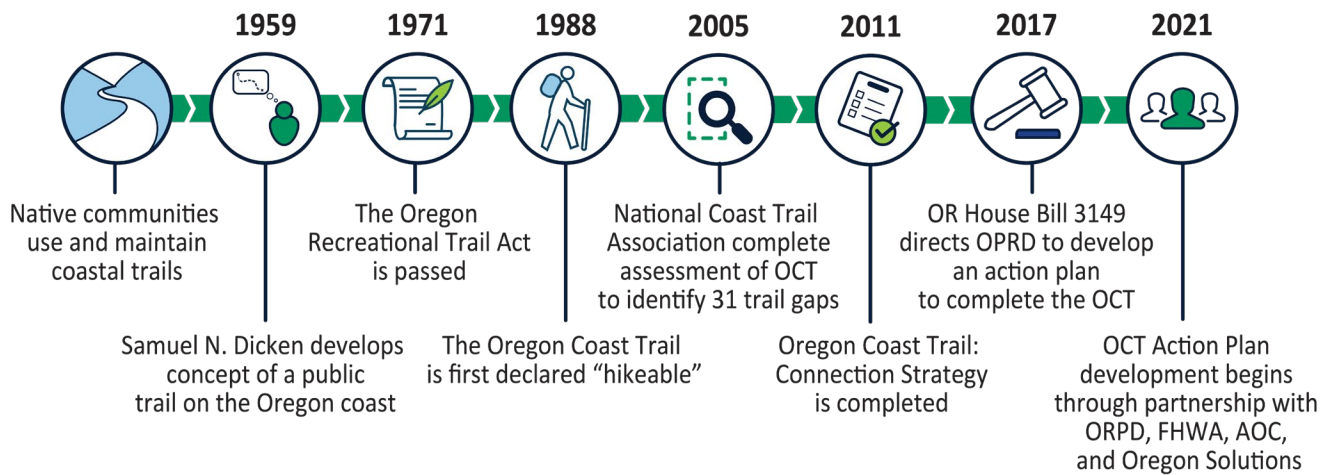 1959
1971
1988
2005
2011
2017
2021
Native communities
use and maintain
coastal trails
Samuel N. Dicken develops
concept of a public
trail on the Oregon coast
The Oregon
Recreational Trail Act
is passed
The Oregon Coast Trail
is first declared “hikeable”
National Coast Trail
Association complete
assessment of OCT
to identify 31 trail gaps
Oregon Coast Trail:
Connection Strategy
is completed
OR House Bill 3149
directs OPRD to develop
an action plan
to complete the OCT
OCT Action Plan
development begins
through partnership with
ORPD, FHWA, AOC,
and Oregon Solutions